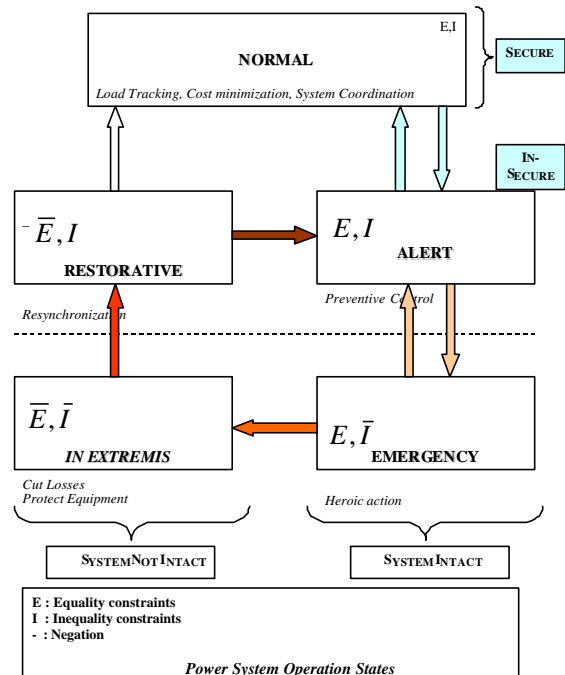 E,I
NORMAL
Load Tracking, Cost minimization, System Coordination
SECURE
IN-
SECURE
‾ E̅, I
RESTORATIVE
E, I
ALERT
Resynchronization
Preventive Control
E̅, I̅
IN EXTREMIS
E, I̅
EMERGENCY
Cut Losses
Protect Equipment
Heroic action
SYSTEM NOT INTACT
SYSTEM INTACT
E : Equality constraints
I : Inequality constraints
- : Negation
Power System Operation States